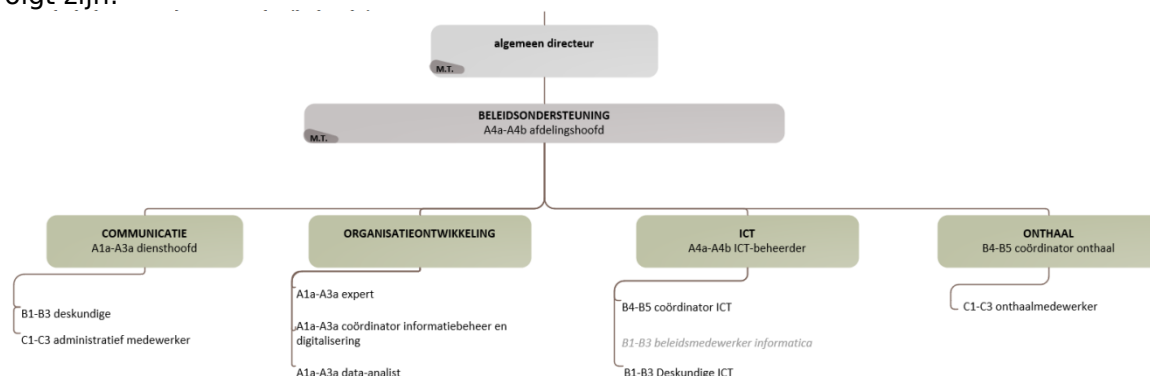 olgt zijn:
algemeen directeur
M.T.
BELEIDSONDERSTEUNING
A4a-A4b afdelingshoofd
M.T.
COMMUNICATIE
A1a-A3a diensthoofd
B1-B3 deskundige
C1-C3 administratief medewerker
ORGANISATIEONTWIKKELING
A1a-A3a expert
A1a-A3a coördinator informatiebeheer en
digitalisering
A1a-A3a data-analist
ICT
A4a-A4b ICT-beheerder
B4-B5 coördinator ICT
B1-B3 beleidsmedewerker informatica
B1-B3 Deskundige ICT
ONTHAAL
B4-B5 coördinator onthaal
C1-C3 onthaalmedewerker